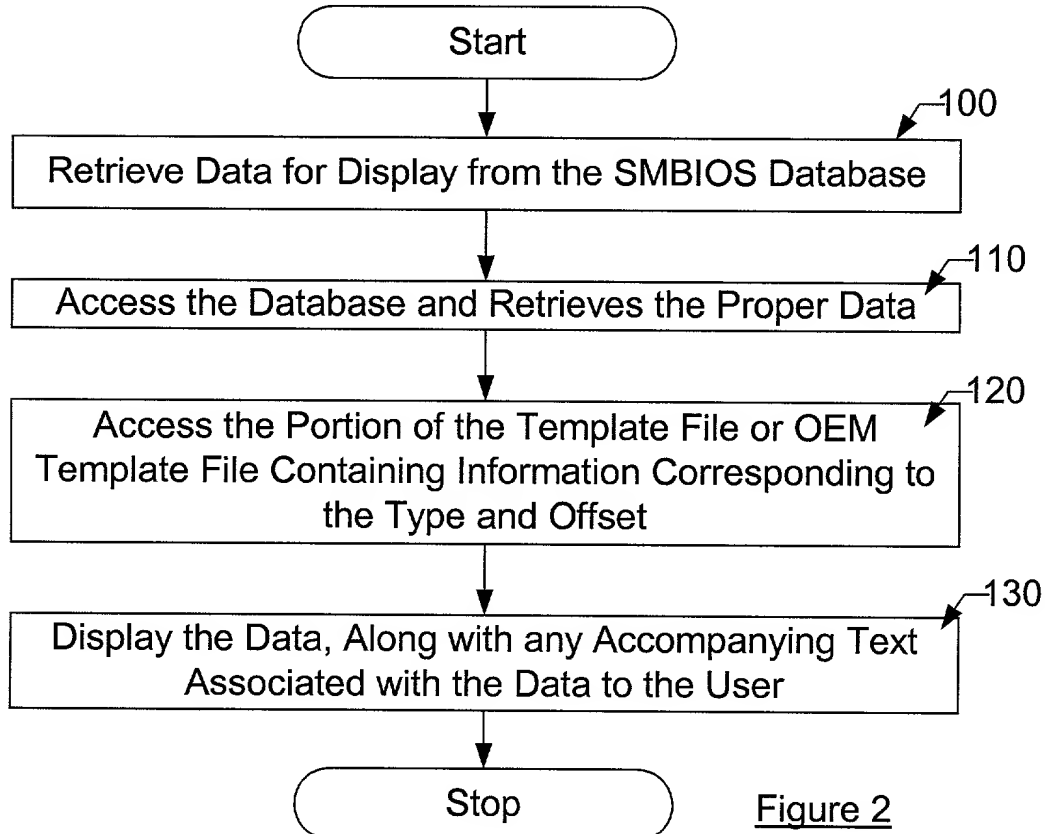 Start
100
Retrieve Data for Display from the SMBIOS Database
110
Access the Database and Retrieves the Proper Data
120
Access the Portion of the Template File or OEM
Template File Containing Information Corresponding to
the Type and Offset
130
Display the Data, Along with any Accompanying Text
Associated with the Data to the User
Stop
Figure 2